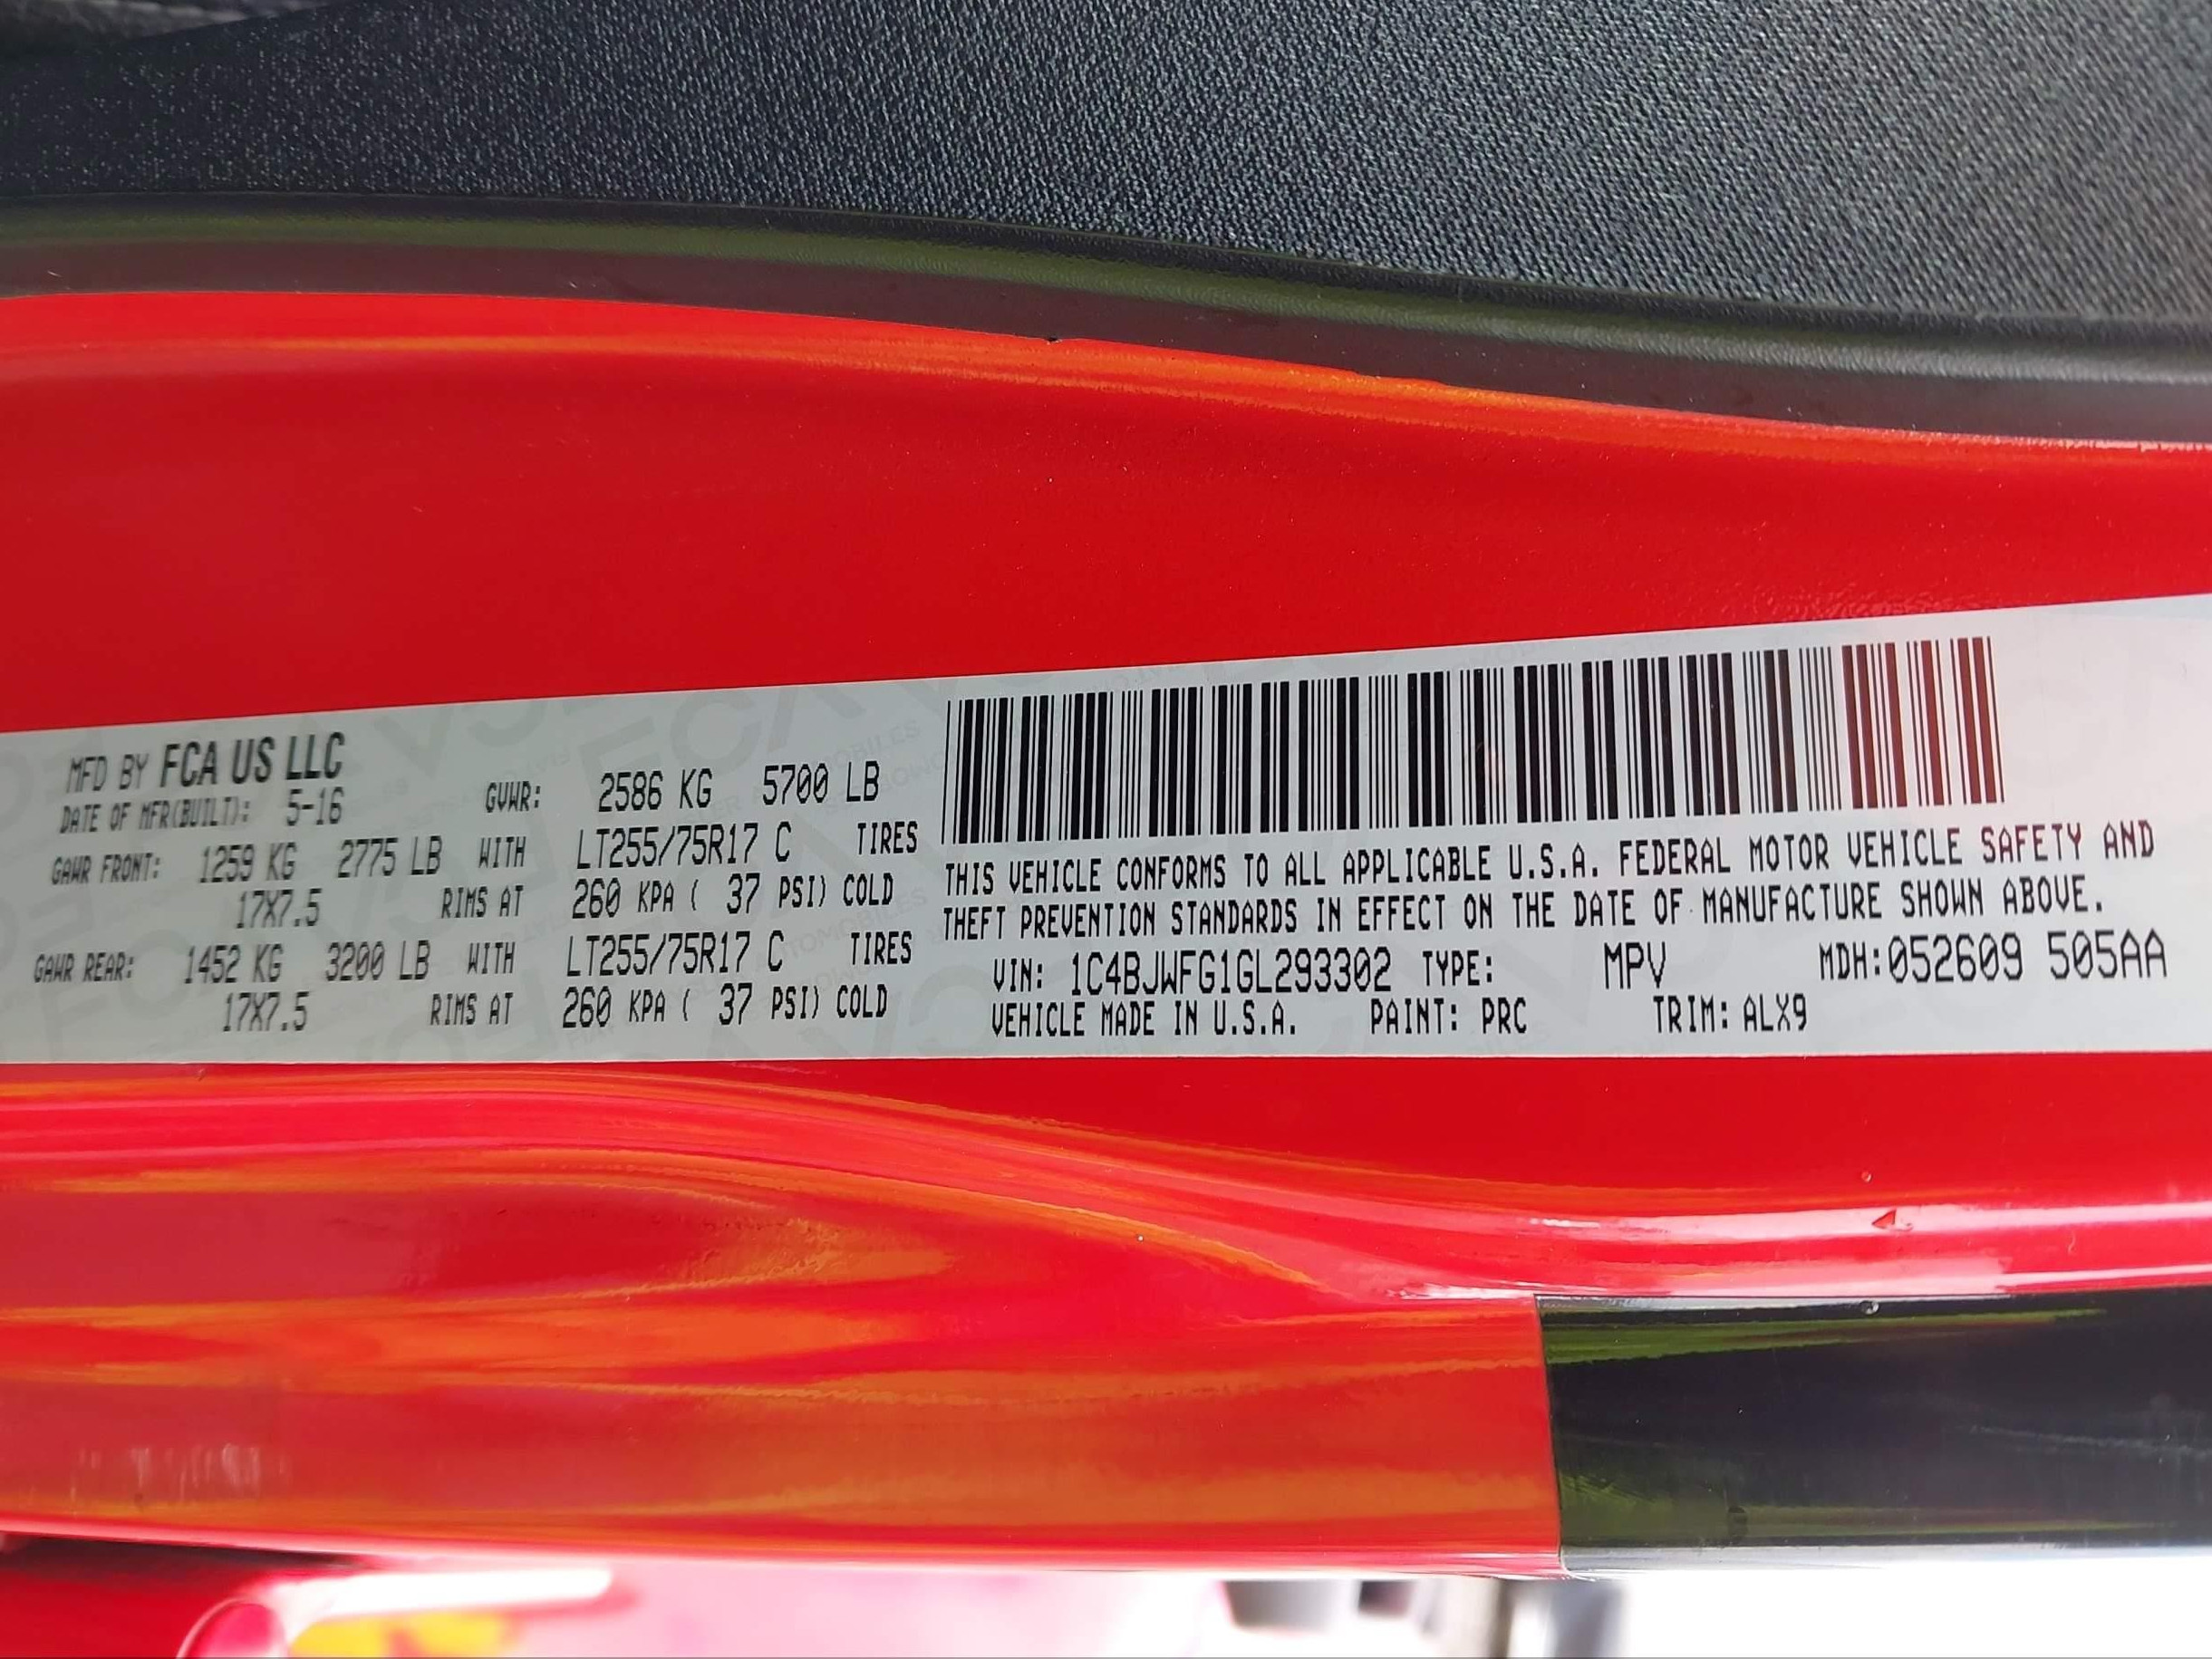 MFD BY FCA US LLC
DATE OF MFR(BUILT): 5-16 GVWR: 2586 KG 5700 LB
GAWR FRONT: 1259 KG 2775 LB WITH LT255/75R17 C TIRES
17X7.5 RIMS AT 260 KPA ( 37 PSI) COLD
GAWR REAR: 1452 KG 3200 LB WITH LT255/75R17 C TIRES
17X7.5 RIMS AT 260 KPA ( 37 PSI) COLD
THIS VEHICLE CONFORMS TO ALL APPLICABLE U.S.A. FEDERAL MOTOR VEHICLE SAFETY AND
THEFT PREVENTION STANDARDS IN EFFECT ON THE DATE OF MANUFACTURE SHOWN ABOVE.
VIN: 1C4BJWFG1GL293302 TYPE: MPV MDH:052609 505AA
VEHICLE MADE IN U.S.A. PAINT: PRC TRIM: ALX9